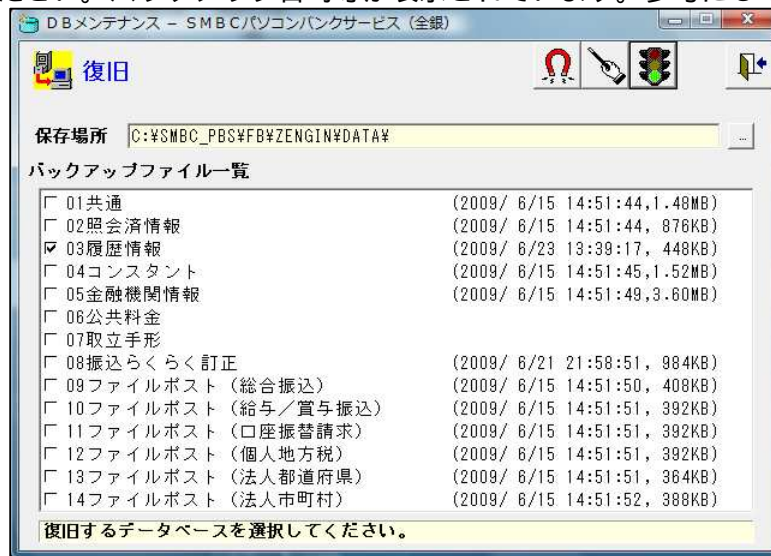 DBメンテナンス － SMBCパソコンバンクサービス（全銀）
復旧
保存場所 C:¥SMBC_PBS¥FB¥ZENGIN¥DATA¥ ...
バックアップファイル一覧
01共通 (2009/ 6/15 14:51:44,1.48MB)
02照会済情報 (2009/ 6/15 14:51:44, 876KB)
03履歴情報 (2009/ 6/23 13:39:17, 448KB)
04コンスタント (2009/ 6/15 14:51:45,1.52MB)
05金融機関情報 (2009/ 6/15 14:51:49,3.60MB)
06公共料金
07取立手形
08振込らくらく訂正 (2009/ 6/21 21:58:51, 984KB)
09ファイルポスト（総合振込） (2009/ 6/15 14:51:50, 408KB)
10ファイルポスト（給与／賞与振込） (2009/ 6/15 14:51:51, 392KB)
11ファイルポスト（口座振替請求） (2009/ 6/15 14:51:51, 392KB)
12ファイルポスト（個人地方税） (2009/ 6/15 14:51:51, 392KB)
13ファイルポスト（法人都道府県） (2009/ 6/15 14:51:51, 364KB)
14ファイルポスト（法人市町村） (2009/ 6/15 14:51:52, 388KB)
復旧するデータベースを選択してください。